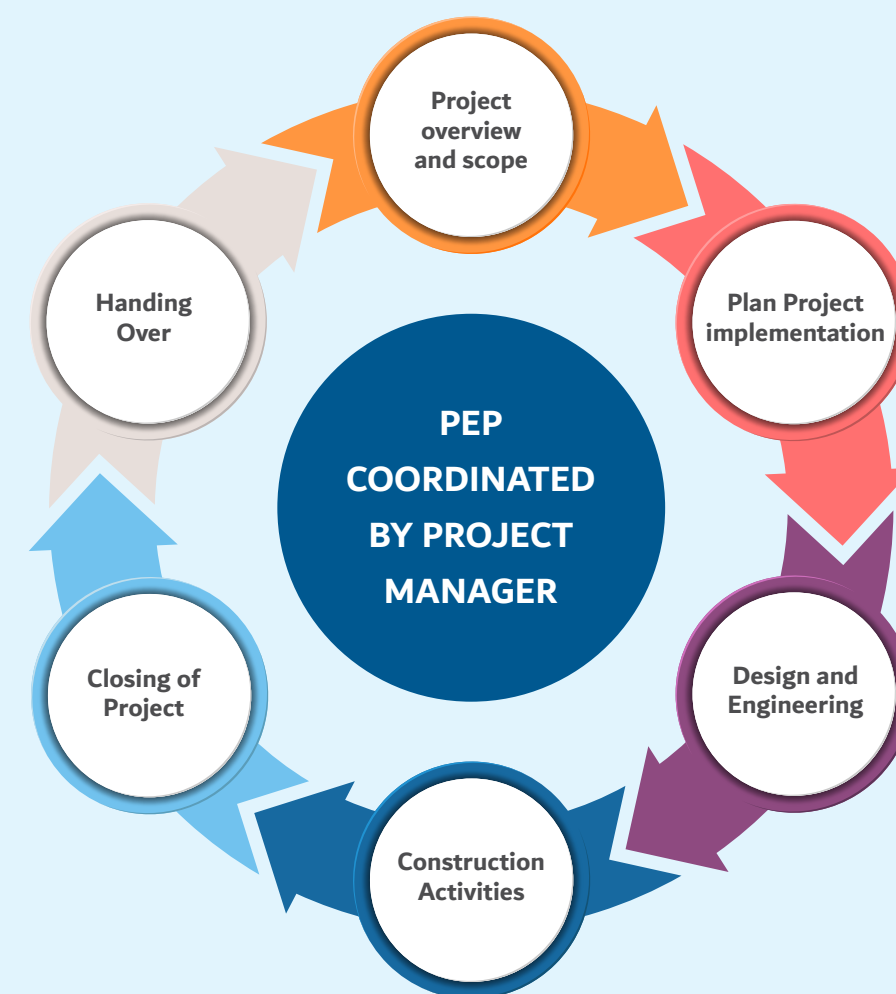 Project
overview
and scope
Plan Project
implementation
Design and
Engineering
Construction
Activities
Closing of
Project
Handing
Over
PEP
COORDINATED
BY PROJECT
MANAGER